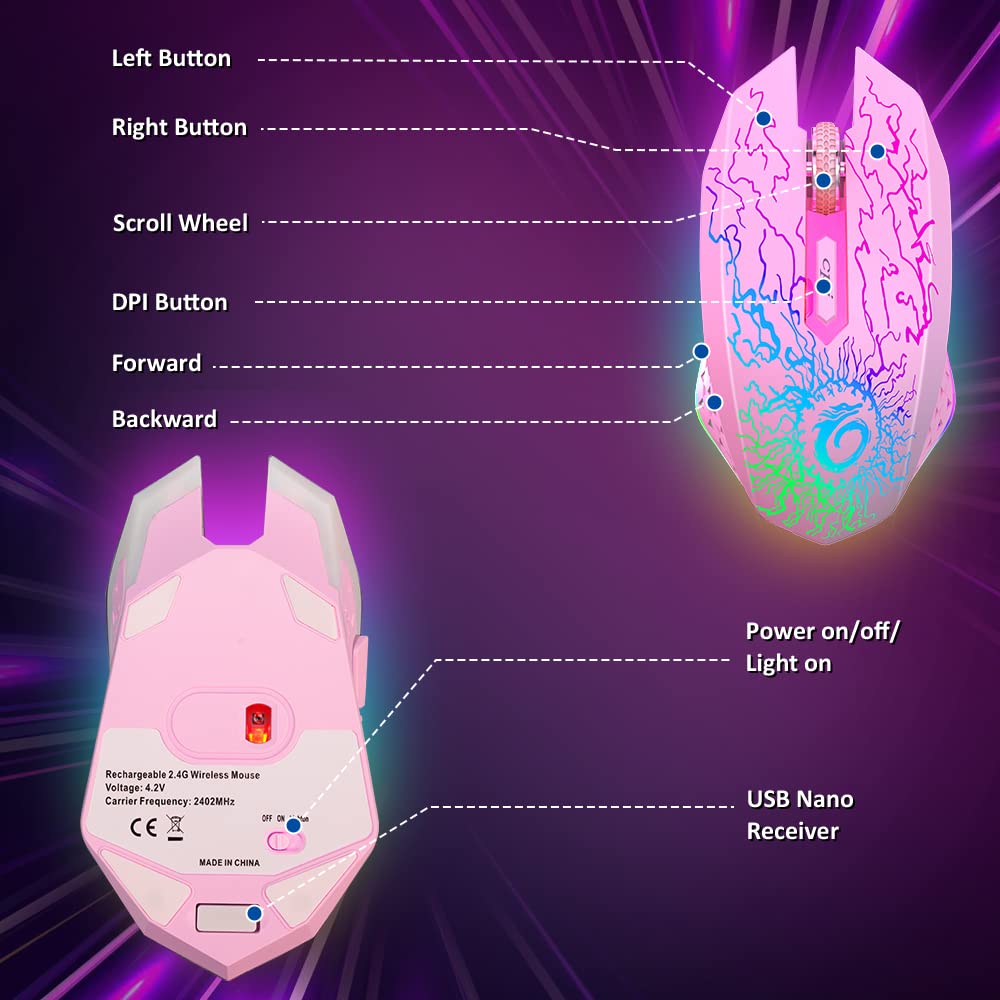 Left Button
Right Button
Scroll Wheel
DPI Button
Forward
Backward
Power on/off/
Light on
Rechargeable 2.4G Wireless Mouse
Voltage: 4.2V
Carrier Frequency: 2402MHz
CE
OFF ON
MADE IN CHINA
USB Nano
Receiver